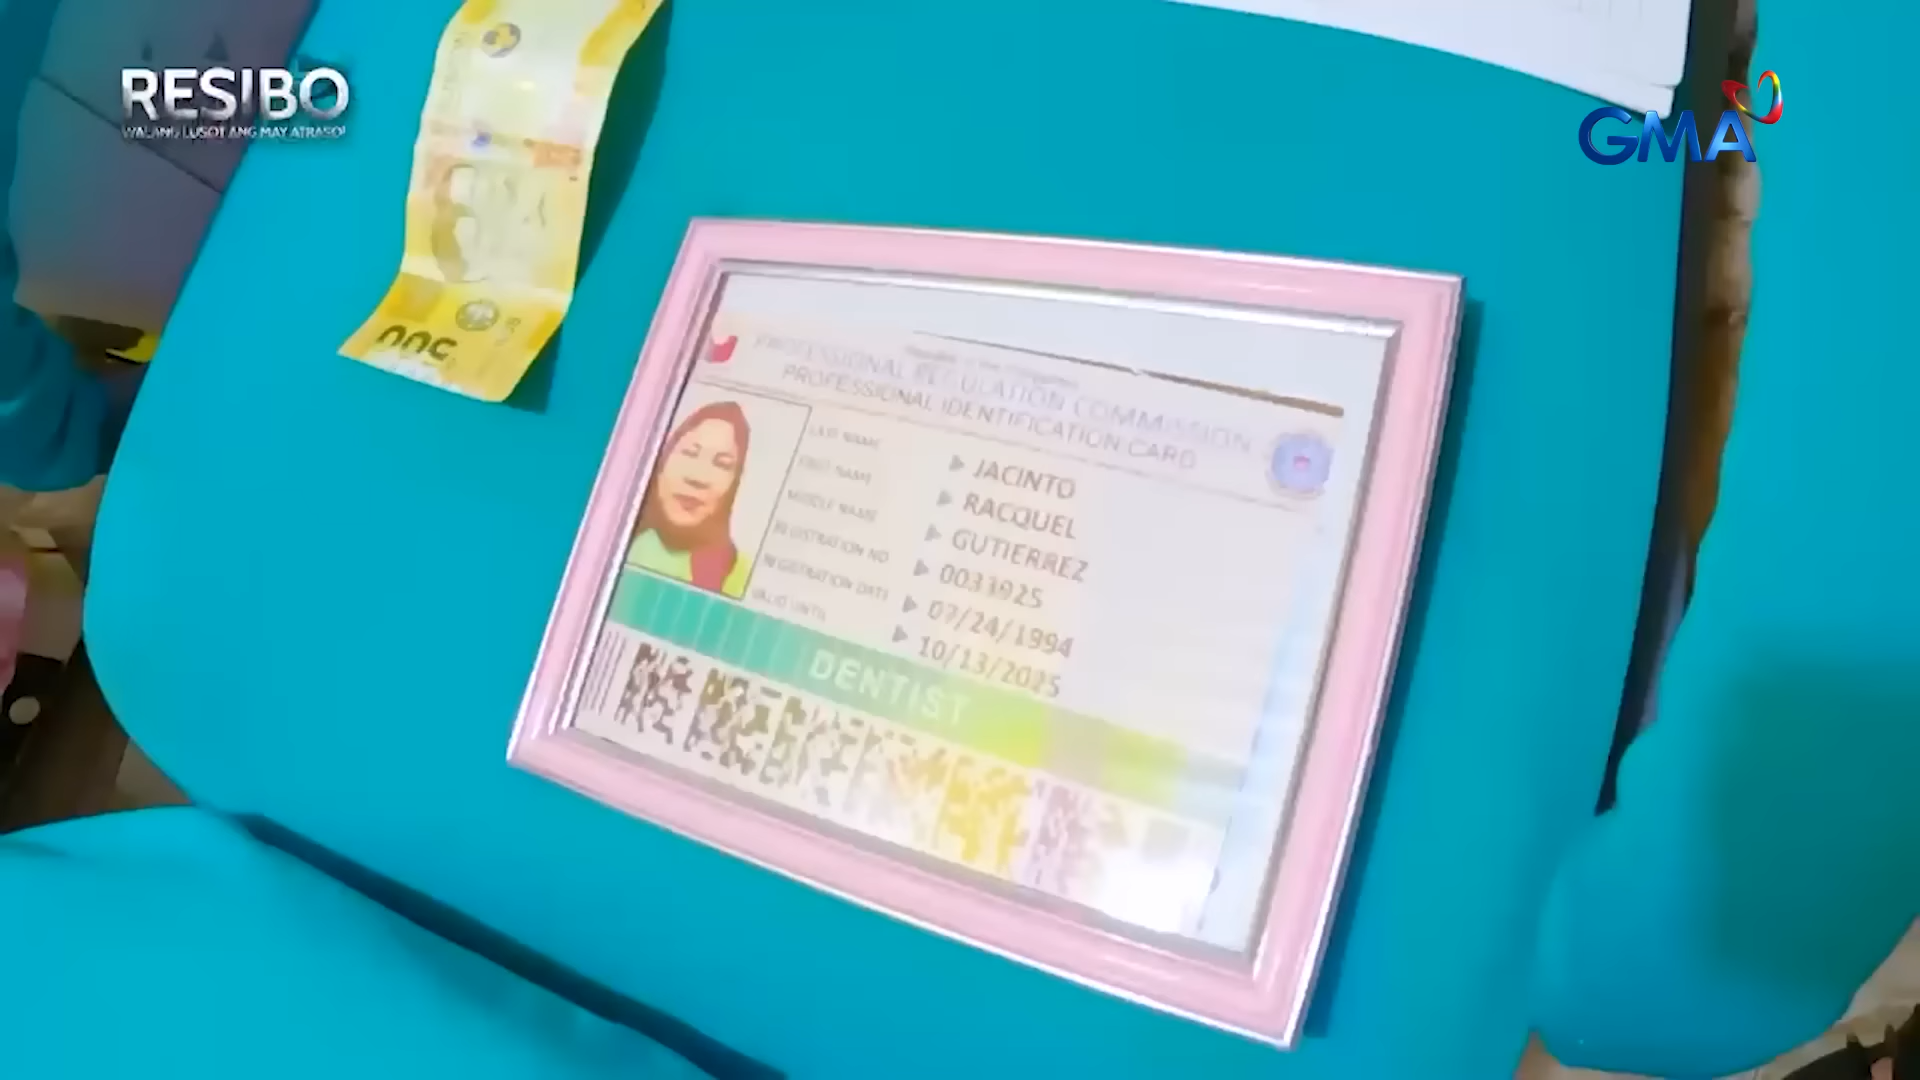 RESIBO
WALANG LUSOT ANG MAY ATRASO!
GMA
500
PROFESSIONAL REGULATION COMMISSION
PROFESSIONAL IDENTIFICATION CARD
LAST NAME ▶ JACINTO
FIRST NAME ▶ RACQUEL
MIDDLE NAME ▶ GUTIERREZ
REGISTRATION NO ▶ 0033925
REGISTRATION DATE ▶ 07/24/1994
VALID UNTIL ▶ 10/13/2025
DENTIST